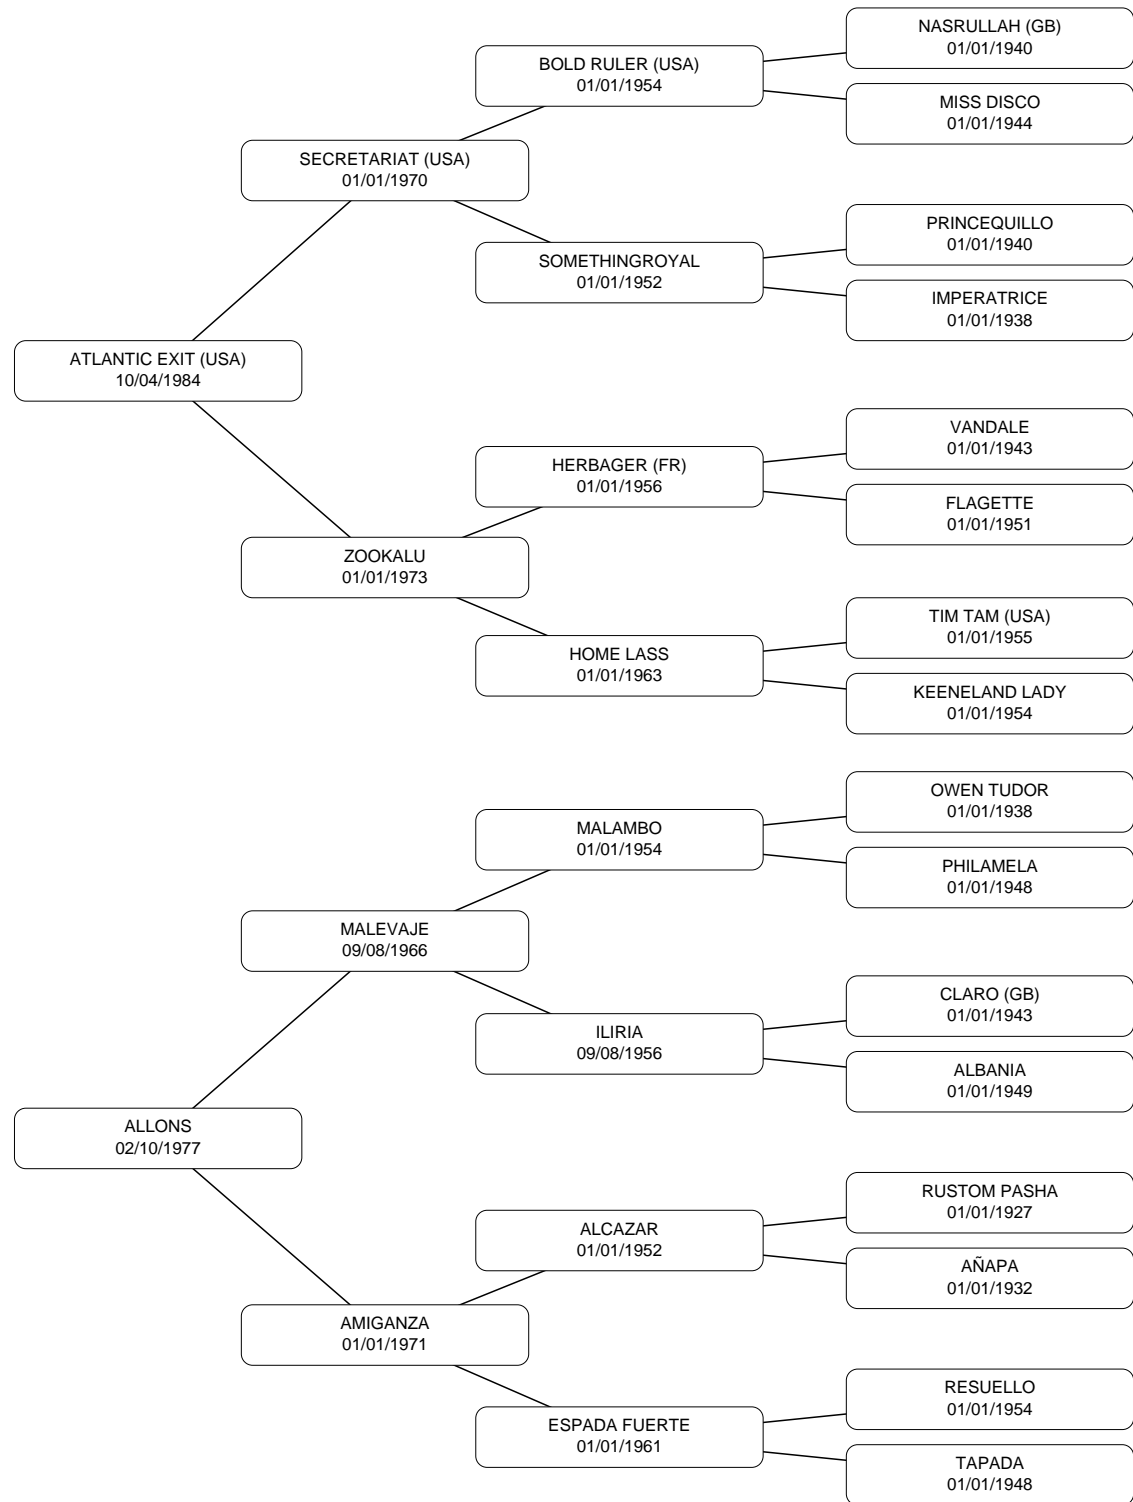 NASRULLAH (GB)
01/01/1940
BOLD RULER (USA)
01/01/1954
MISS DISCO
01/01/1944
SECRETARIAT (USA)
01/01/1970
PRINCEQUILLO
01/01/1940
SOMETHINGROYAL
01/01/1952
IMPERATRICE
01/01/1938
ATLANTIC EXIT (USA)
10/04/1984
VANDALE
01/01/1943
HERBAGER (FR)
01/01/1956
FLAGETTE
01/01/1951
ZOOKALU
01/01/1973
TIM TAM (USA)
01/01/1955
HOME LASS
01/01/1963
KEENELAND LADY
01/01/1954
OWEN TUDOR
01/01/1938
MALAMBO
01/01/1954
PHILAMELA
01/01/1948
MALEVAJE
09/08/1966
CLARO (GB)
01/01/1943
ILIRIA
09/08/1956
ALBANIA
01/01/1949
ALLONS
02/10/1977
RUSTOM PASHA
01/01/1927
ALCAZAR
01/01/1952
AÑAPA
01/01/1932
AMIGANZA
01/01/1971
RESUELLO
01/01/1954
ESPADA FUERTE
01/01/1961
TAPADA
01/01/1948